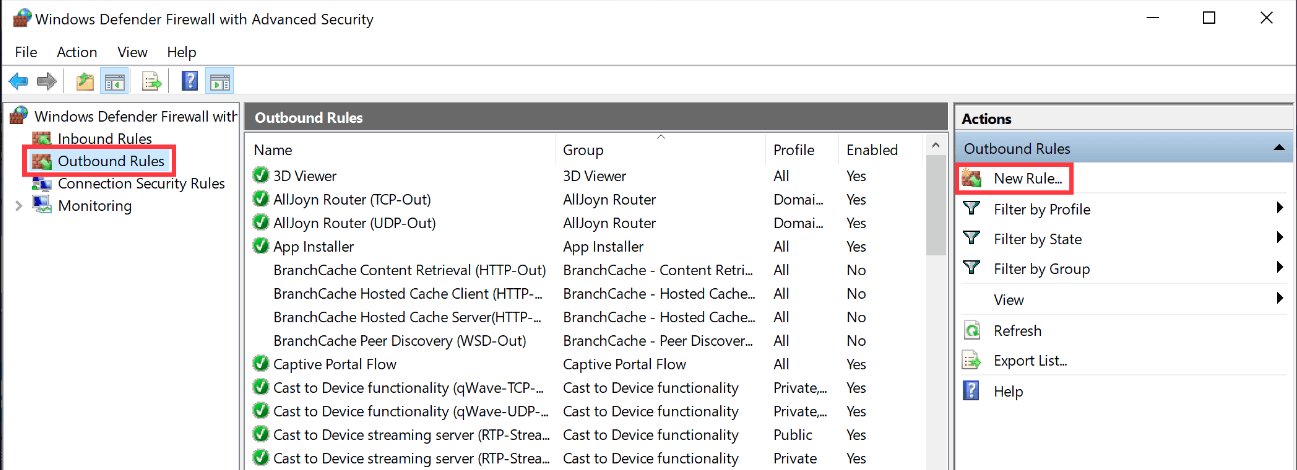 Windows Defender Firewall with Advanced Security
File Action View Help
Windows Defender Firewall with
Inbound Rules
Outbound Rules
Connection Security Rules
Monitoring
Outbound Rules
Name Group Profile Enabled
3D Viewer 3D Viewer All Yes
AllJoyn Router (TCP-Out) AllJoyn Router Domai... Yes
AllJoyn Router (UDP-Out) AllJoyn Router Domai... Yes
App Installer App Installer All Yes
BranchCache Content Retrieval (HTTP-Out) BranchCache - Content Retri... All No
BranchCache Hosted Cache Client (HTTP-... BranchCache - Hosted Cache... All No
BranchCache Hosted Cache Server(HTTP-... BranchCache - Hosted Cache... All No
BranchCache Peer Discovery (WSD-Out) BranchCache - Peer Discover... All No
Captive Portal Flow Captive Portal Flow All Yes
Cast to Device functionality (qWave-TCP-... Cast to Device functionality Private,... Yes
Cast to Device functionality (qWave-UDP-... Cast to Device functionality Private,... Yes
Cast to Device streaming server (RTP-Strea... Cast to Device functionality Public Yes
Cast to Device streaming server (RTP-Strea... Cast to Device functionality Private Yes
Actions
Outbound Rules
New Rule...
Filter by Profile
Filter by State
Filter by Group
View
Refresh
Export List...
Help